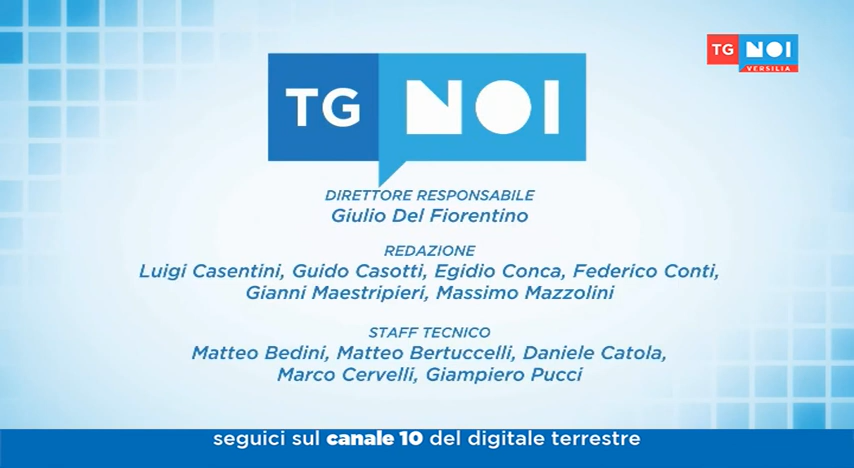 TG NOI
VERSILIA
TG NOI
DIRETTORE RESPONSABILE
Giulio Del Fiorentino
REDAZIONE
Luigi Casentini, Guido Casotti, Egidio Conca, Federico Conti,
Gianni Maestripieri, Massimo Mazzolini
STAFF TECNICO
Matteo Bedini, Matteo Bertuccelli, Daniele Catola,
Marco Cervelli, Giampiero Pucci
seguici sul canale 10 del digitale terrestre